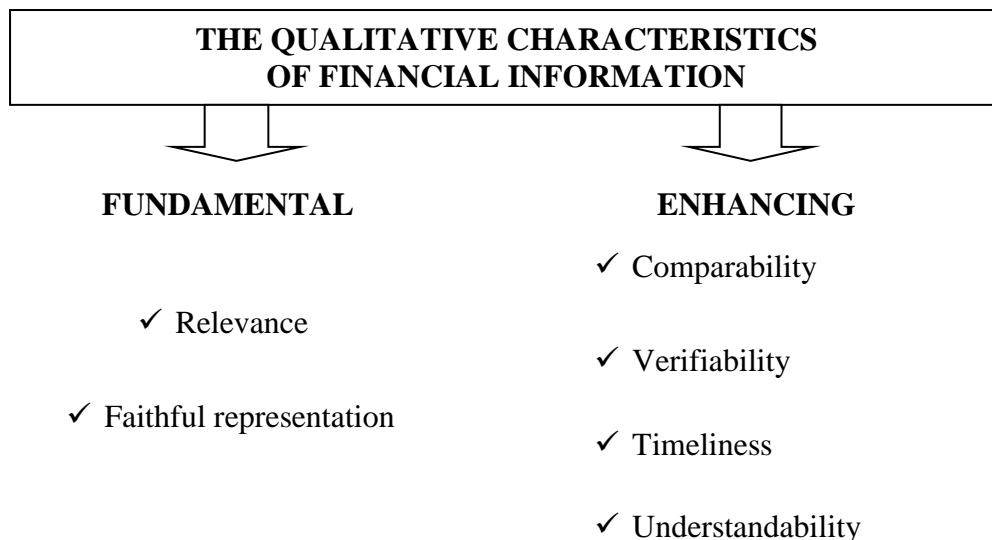 THE QUALITATIVE CHARACTERISTICS
OF FINANCIAL INFORMATION
FUNDAMENTAL
✓ Relevance
✓ Faithful representation
ENHANCING
✓ Comparability
✓ Verifiability
✓ Timeliness
✓ Understandability